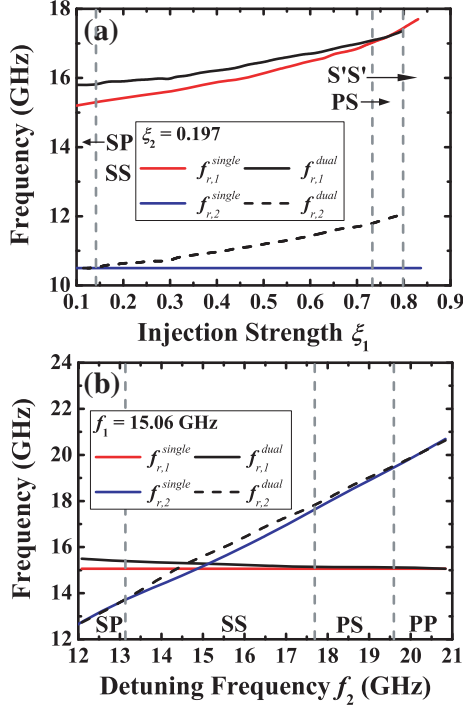 (a)
18
16
14
12
10
Frequency (GHz)
S'S'
PS
SP
SS
ξ₂ = 0.197
f_{r,1}^{single} f_{r,1}^{dual}
f_{r,2}^{single} f_{r,2}^{dual}
0.1 0.2 0.3 0.4 0.5 0.6 0.7 0.8 0.9
Injection Strength ξ₁
(b)
24
22
20
18
16
14
12
Frequency (GHz)
f₁ = 15.06 GHz
f_{r,1}^{single} f_{r,1}^{dual}
f_{r,2}^{single} f_{r,2}^{dual}
SP SS PS PP
12 13 14 15 16 17 18 19 20 21
Detuning Frequency f₂ (GHz)